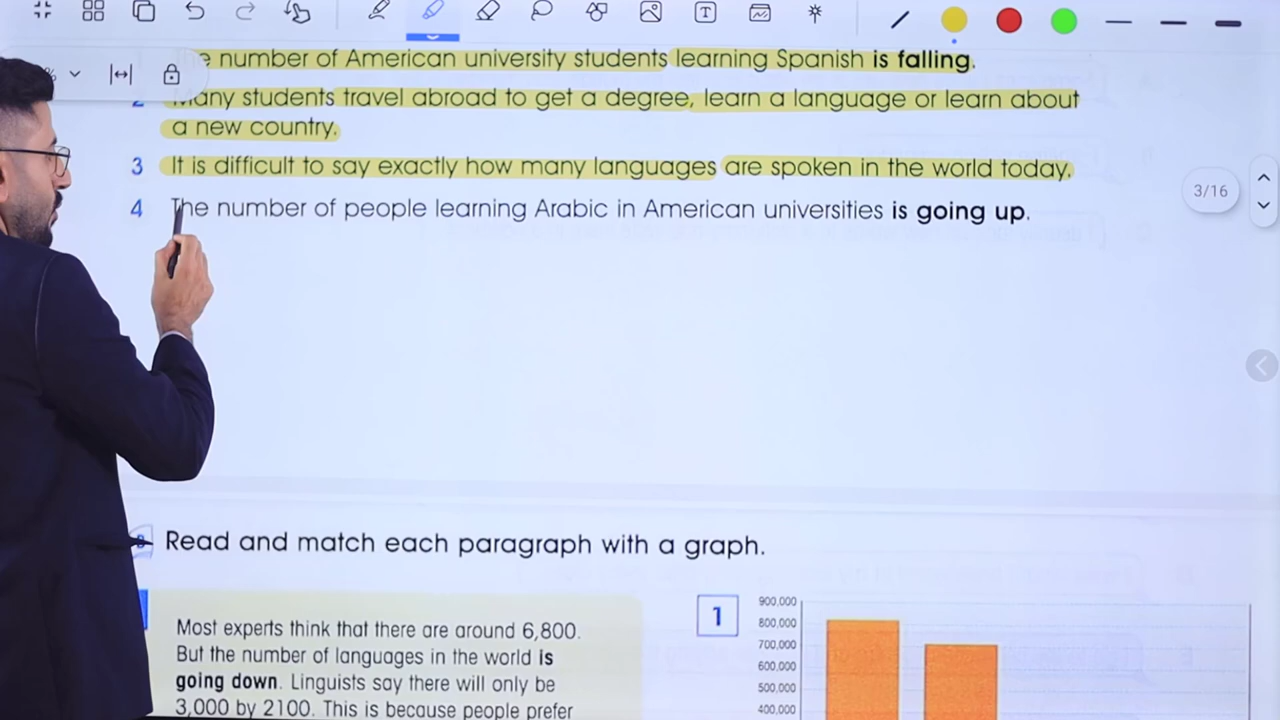 e number of American university students learning Spanish is falling.
%
2 Many students travel abroad to get a degree, learn a language or learn about
a new country.
3 It is difficult to say exactly how many languages are spoken in the world today.
4 The number of people learning Arabic in American universities is going up.
3/16
Read and match each paragraph with a graph.
Most experts think that there are around 6,800.
But the number of languages in the world is
going down. Linguists say there will only be
3,000 by 2100. This is because people prefer
1
900,000
800,000
700,000
600,000
500,000
400,000